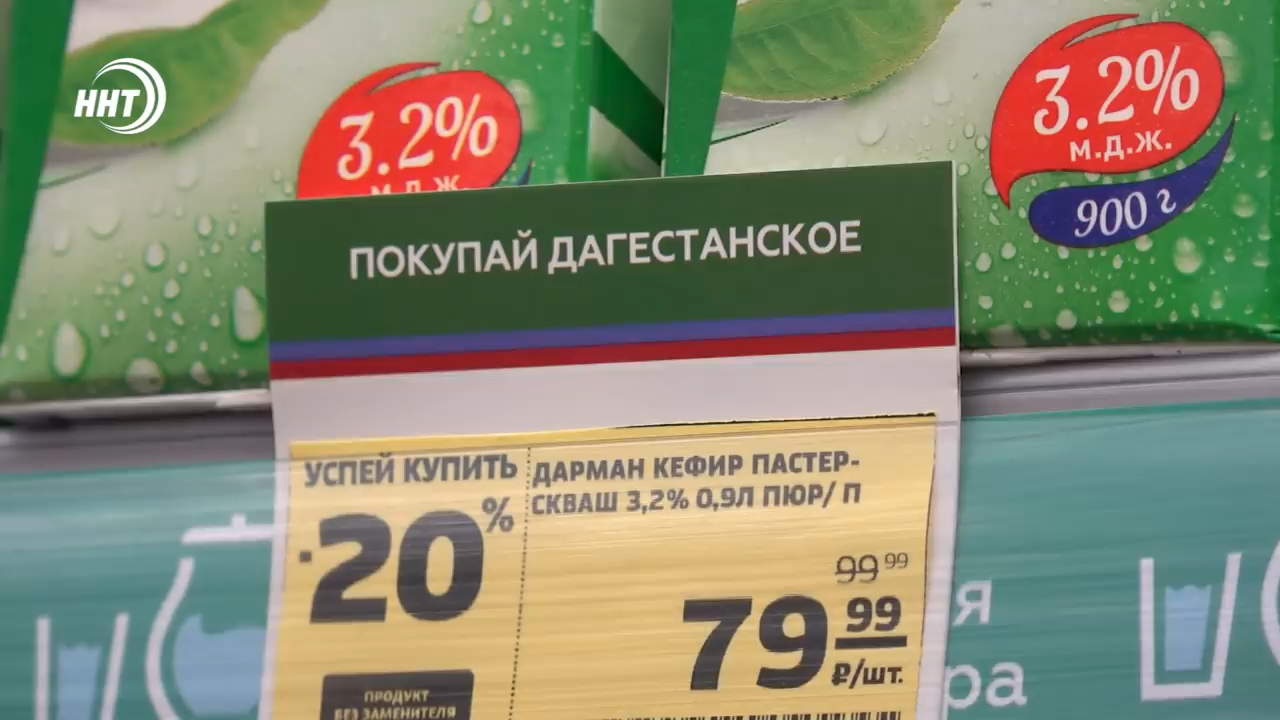 ННТ
3.2%
м.д.ж.
3.2%
м.д.ж.
900 г
ПОКУПАЙ ДАГЕСТАНСКОЕ
УСПЕЙ КУПИТЬ
-20%
ДАРМАН КЕФИР ПАСТЕР-
СКВАШ 3,2% 0,9Л ПЮР/ П
99 99
79 99
₽/шт.
ПРОДУКТ
БЕЗ ЗАМЕНИТЕЛЯ
я
ра